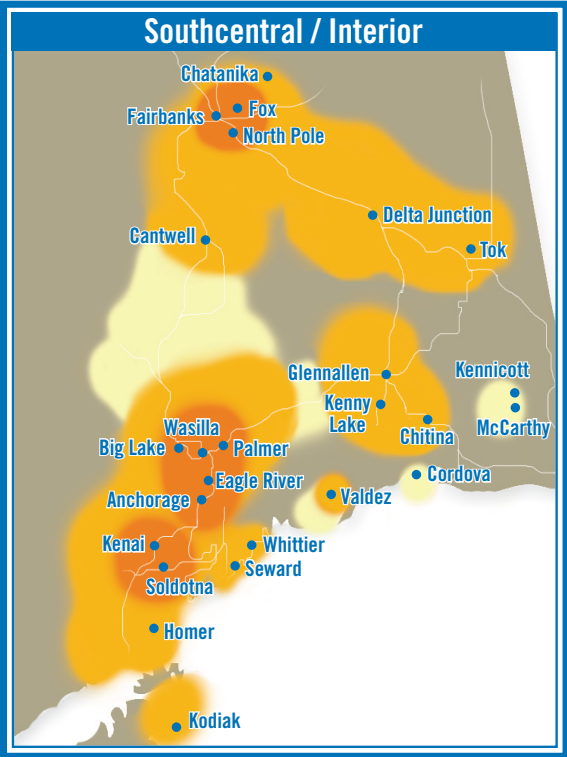 Southcentral / Interior
Chatanika
Fox
Fairbanks
North Pole
Delta Junction
Cantwell
Tok
Glennallen
Kennicott
Kenny
Lake
Chitina
McCarthy
Wasilla
Big Lake
Palmer
Cordova
Eagle River
Valdez
Anchorage
Kenai
Whittier
Seward
Soldotna
Homer
Kodiak